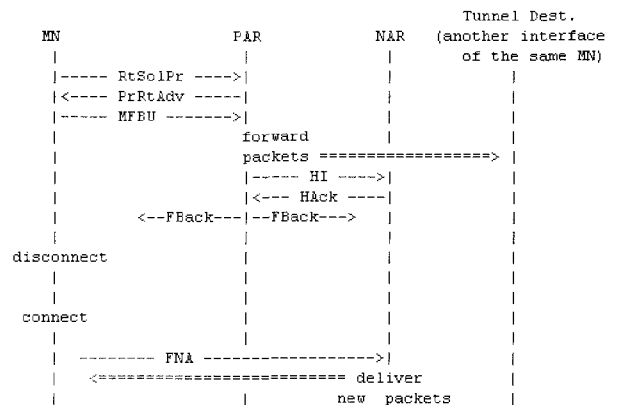 Tunnel Dest.
MN PAR NAR (another interface
of the same MN)
|----- RtSolPr ---->|
|<---- PrRtAdv -----|
|----- MFBU ------->|
forward
packets ==================>
|---- HI ---->|
|<--- HAck ----|
<--FBack---|--FBack--->
disconnect
connect
-------- FNA ------------------>|
<========================== deliver
new packets